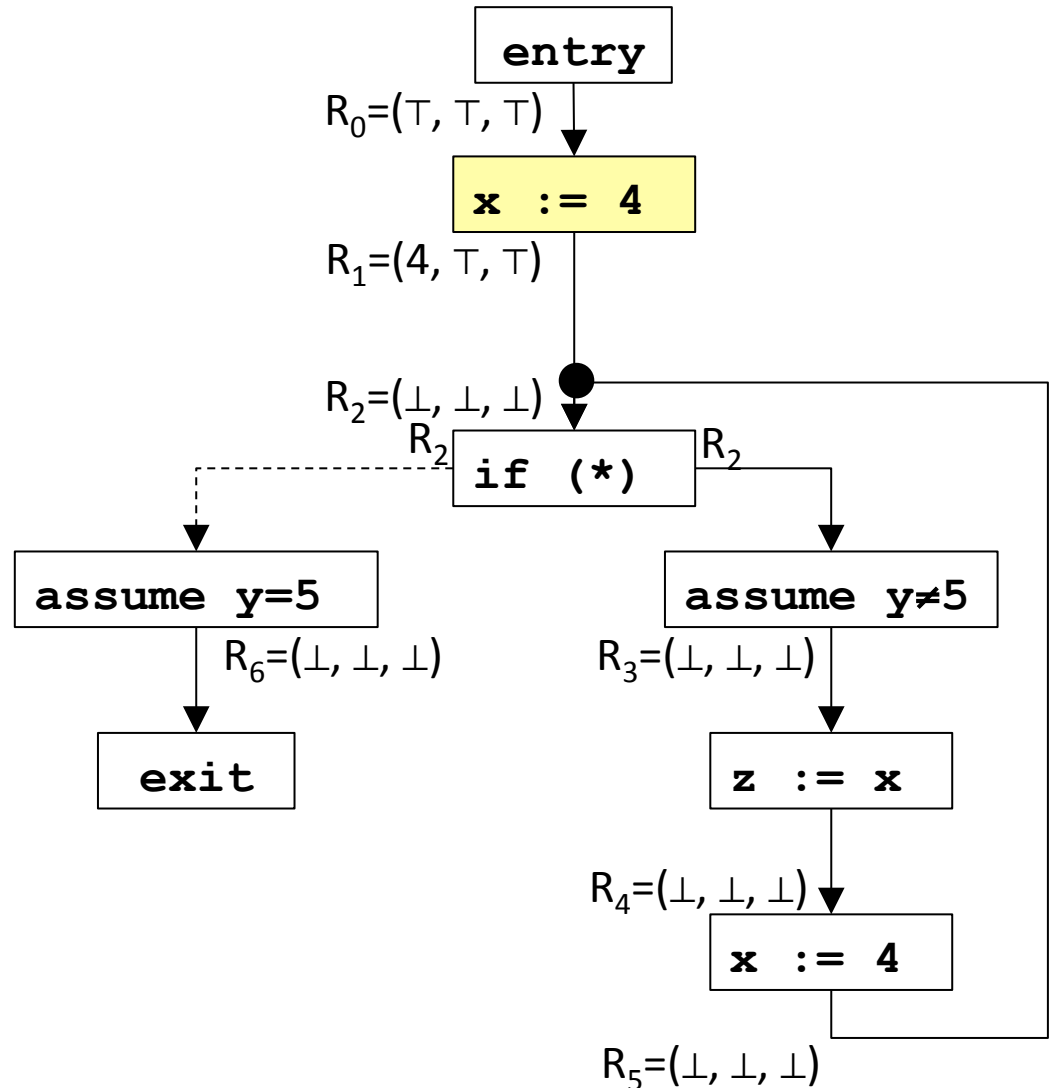 entry
R₀=(⊤, ⊤, ⊤)
x := 4
R₁=(4, ⊤, ⊤)
R₂=(⊥, ⊥, ⊥)
R₂
if (*)
R₂
assume y=5
assume y≠5
R₆=(⊥, ⊥, ⊥)
R₃=(⊥, ⊥, ⊥)
exit
z := x
R₄=(⊥, ⊥, ⊥)
x := 4
R₅=(⊥, ⊥, ⊥)